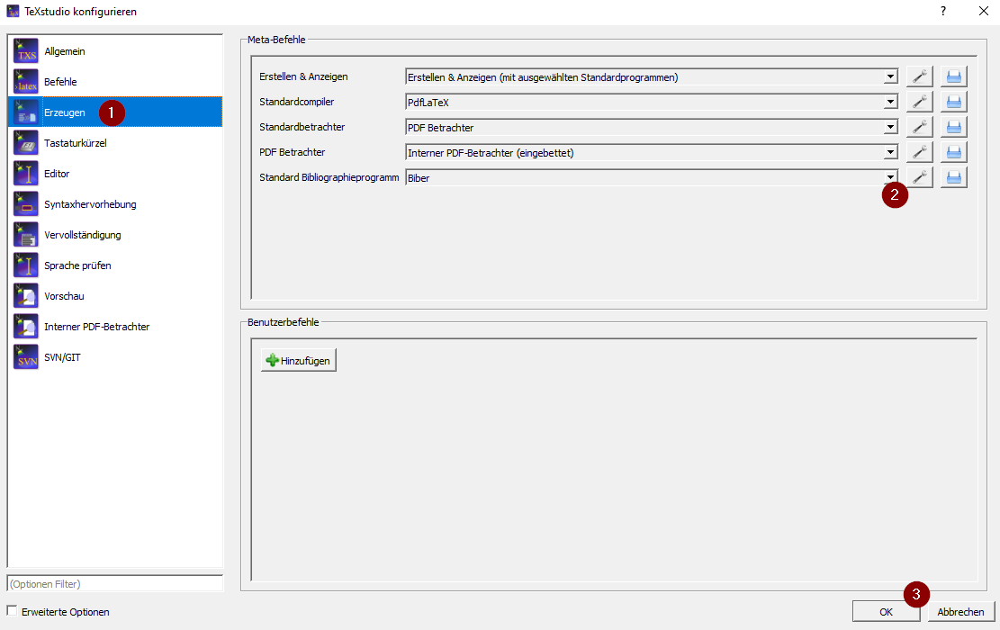 TeXstudio konfigurieren
?
TXS
Allgemein
›latex
Befehle
Erzeugen
1
Tastaturkürzel
Editor
Syntaxhervorhebung
Vervollständigung
Sprache prüfen
Vorschau
Interner PDF-Betrachter
SVN
SVN/GIT
(Optionen Filter)
Erweiterte Optionen
Meta-Befehle
Erstellen & Anzeigen Erstellen & Anzeigen (mit ausgewählten Standardprogrammen)
Standardcompiler PdfLaTeX
Standardbetrachter PDF Betrachter
PDF Betrachter Interner PDF-Betrachter (eingebettet)
Standard Bibliographieprogramm Biber
2
Benutzerbefehle
Hinzufügen
3
OK Abbrechen